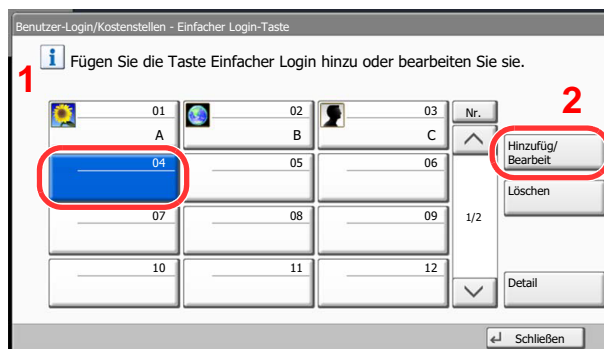 Benutzer-Login/Kostenstellen - Einfacher Login-Taste
Fügen Sie die Taste Einfacher Login hinzu oder bearbeiten Sie sie.
1
2
01 02 03 Nr.
A B C
Hinzufüg/
Bearbeit
04 05 06
Löschen
07 08 09 1/2
10 11 12
Detail
Schließen